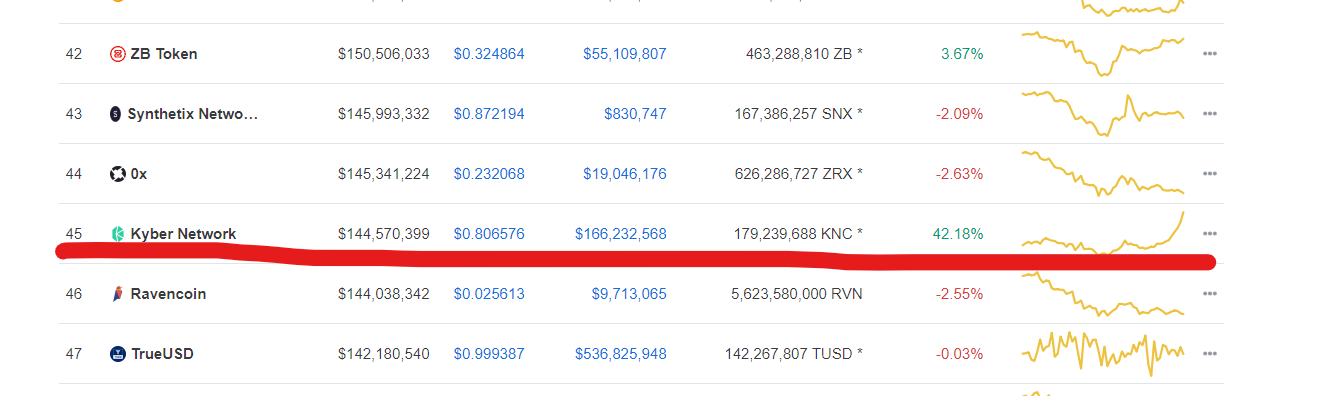 42 ZB Token $150,506,033 $0.324864 $55,109,807 463,288,810 ZB * 3.67%
43 Synthetix Netwo... $145,993,332 $0.872194 $830,747 167,386,257 SNX * -2.09%
44 0x $145,341,224 $0.232068 $19,046,176 626,286,727 ZRX * -2.63%
45 Kyber Network $144,570,399 $0.806576 $166,232,568 179,239,688 KNC * 42.18%
46 Ravencoin $144,038,342 $0.025613 $9,713,065 5,623,580,000 RVN -2.55%
47 TrueUSD $142,180,540 $0.999387 $536,825,948 142,267,807 TUSD * -0.03%